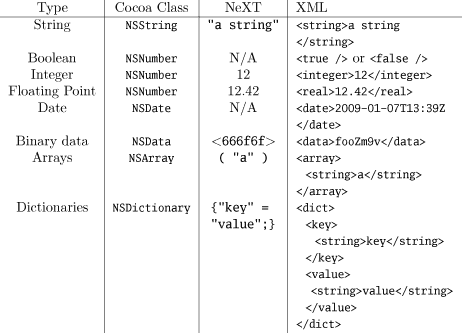 Type Cocoa Class NeXT XML
String NSString "a string" <string>a string
</string>
Boolean NSNumber N/A <true /> or <false />
Integer NSNumber 12 <integer>12</integer>
Floating Point NSNumber 12.42 <real>12.42</real>
Date NSDate N/A <date>2009-01-07T13:39Z
</date>
Binary data NSData <666f6f> <data>fooZm9v</data>
Arrays NSArray ( "a" ) <array>
<string>a</string>
</array>
Dictionaries NSDictionary {"key" = <dict>
"value";} <key>
<string>key</string>
</key>
<value>
<string>value</string>
</value>
</dict>